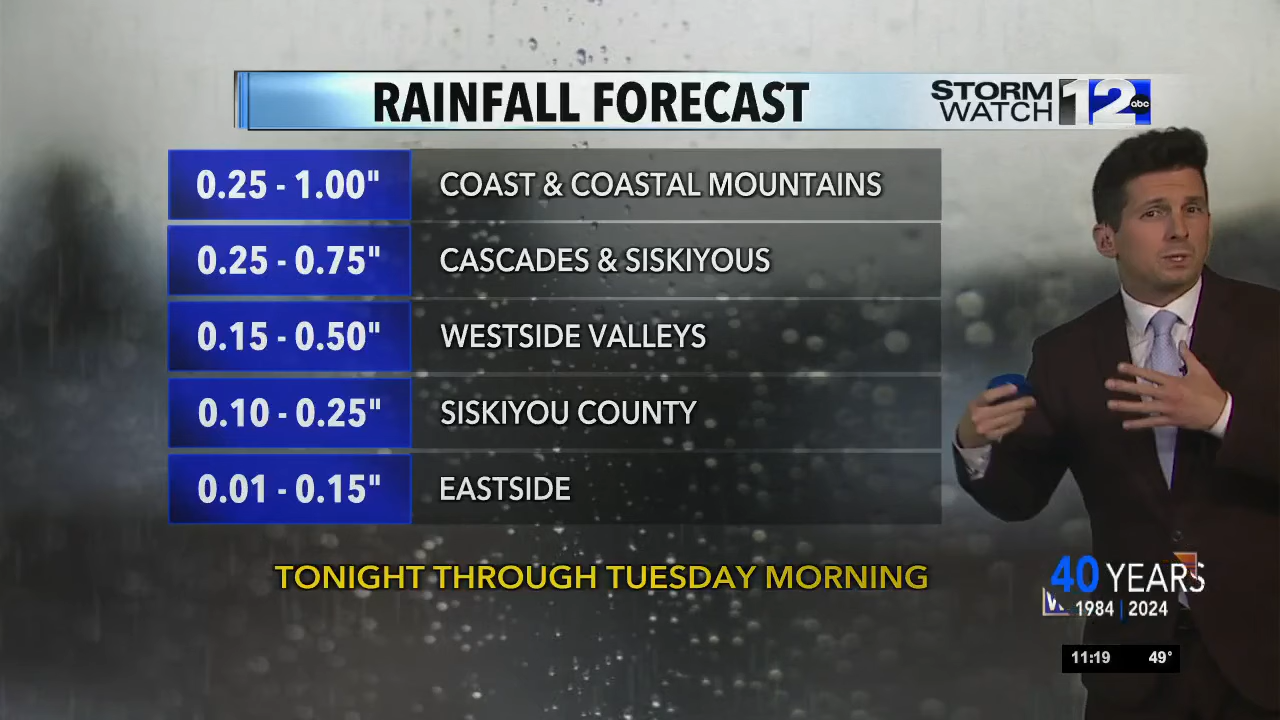 RAINFALL FORECAST
STORM
WATCH
12
abc
0.25 - 1.00" COAST & COASTAL MOUNTAINS
0.25 - 0.75" CASCADES & SISKIYOUS
0.15 - 0.50" WESTSIDE VALLEYS
0.10 - 0.25" SISKIYOU COUNTY
0.01 - 0.15" EASTSIDE
TONIGHT THROUGH TUESDAY MORNING
40 YEARS
1984 | 2024
11:19 49°